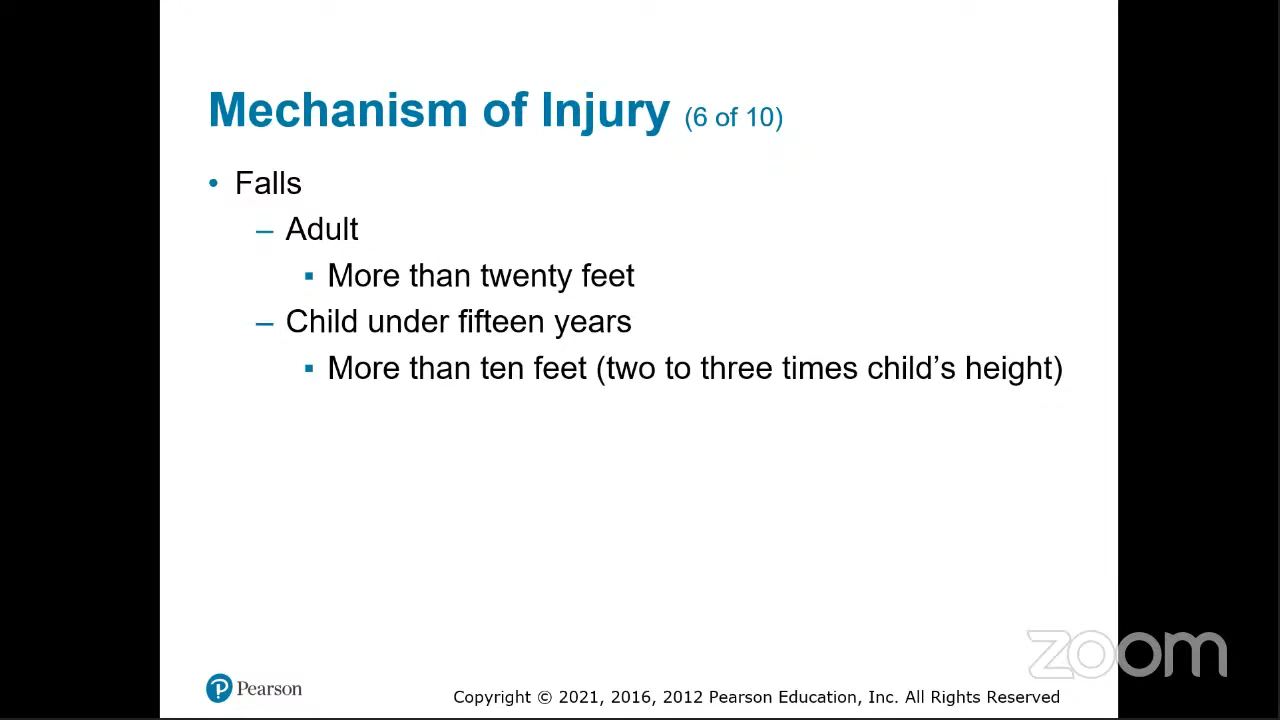 Mechanism of Injury (6 of 10)
• Falls
– Adult
▪ More than twenty feet
– Child under fifteen years
▪ More than ten feet (two to three times child’s height)
zoom
P Pearson
Copyright © 2021, 2016, 2012 Pearson Education, Inc. All Rights Reserved